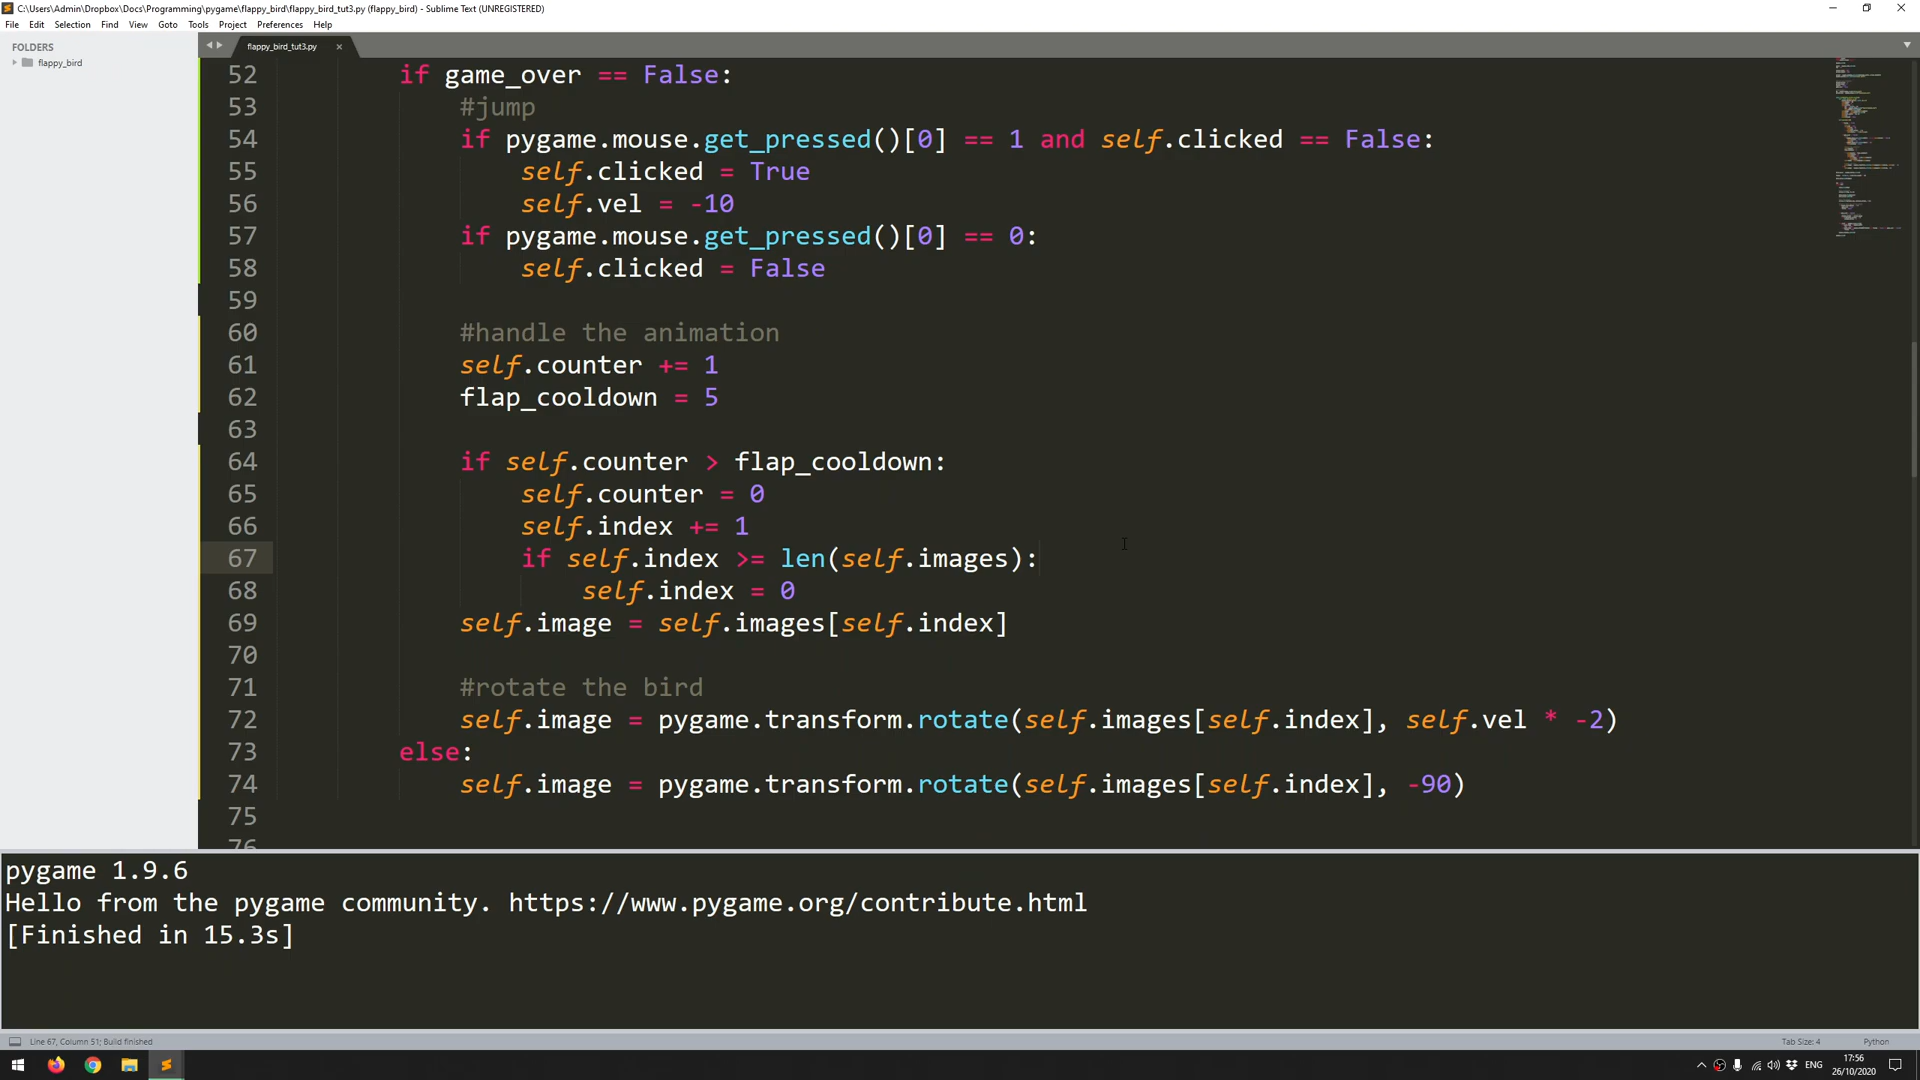 C:\Users\Admin\Dropbox\Docs\Programming\pygame\flappy_bird\flappy_bird_tut3.py (flappy_bird) - Sublime Text (UNREGISTERED)
File Edit Selection Find View Goto Tools Project Preferences Help
FOLDERS
flappy_bird
flappy_bird_tut3.py
52 if game_over == False:
53 #jump
54 if pygame.mouse.get_pressed()[0] == 1 and self.clicked == False:
55 self.clicked = True
56 self.vel = -10
57 if pygame.mouse.get_pressed()[0] == 0:
58 self.clicked = False
59
60 #handle the animation
61 self.counter += 1
62 flap_cooldown = 5
63
64 if self.counter > flap_cooldown:
65 self.counter = 0
66 self.index += 1
67 if self.index >= len(self.images):
68 self.index = 0
69 self.image = self.images[self.index]
70
71 #rotate the bird
72 self.image = pygame.transform.rotate(self.images[self.index], self.vel * -2)
73 else:
74 self.image = pygame.transform.rotate(self.images[self.index], -90)
75
76
pygame 1.9.6
Hello from the pygame community. https://www.pygame.org/contribute.html
[Finished in 15.3s]
Line 67, Column 51; Build finished
Tab Size: 4
Python
ENG
17:56
26/10/2020